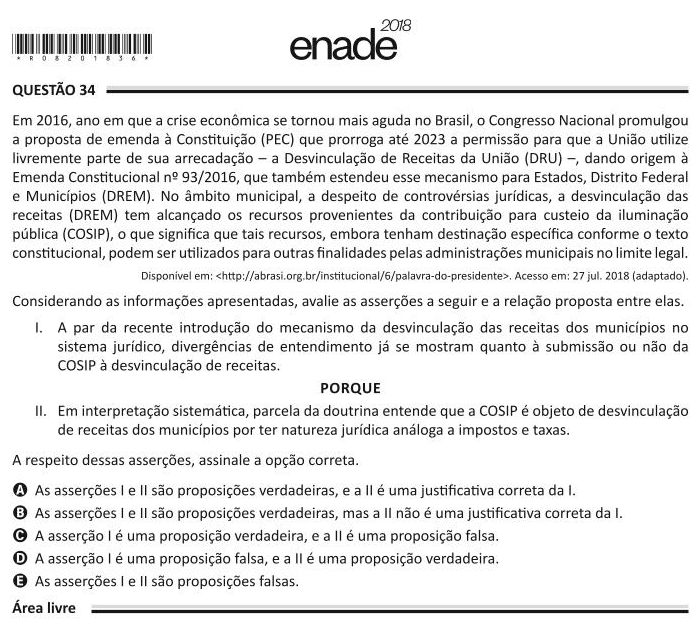 enade 2018
*R0820183 6*
QUESTÃO 34
Em 2016, ano em que a crise econômica se tornou mais aguda no Brasil, o Congresso Nacional promulgou
a proposta de emenda à Constituição (PEC) que prorroga até 2023 a permissão para que a União utilize
livremente parte de sua arrecadação – a Desvinculação de Receitas da União (DRU) –, dando origem à
Emenda Constitucional nº 93/2016, que também estendeu esse mecanismo para Estados, Distrito Federal
e Municípios (DREM). No âmbito municipal, a despeito de controvérsias jurídicas, a desvinculação das
receitas (DREM) tem alcançado os recursos provenientes da contribuição para custeio da iluminação
pública (COSIP), o que significa que tais recursos, embora tenham destinação específica conforme o texto
constitucional, podem ser utilizados para outras finalidades pelas administrações municipais no limite legal.
Disponível em: <http://abrasi.org.br/institucional/6/palavra-do-presidente>. Acesso em: 27 jul. 2018 (adaptado).
Considerando as informações apresentadas, avalie as asserções a seguir e a relação proposta entre elas.
I. A par da recente introdução do mecanismo da desvinculação das receitas dos municípios no
sistema jurídico, divergências de entendimento já se mostram quanto à submissão ou não da
COSIP à desvinculação de receitas.
PORQUE
II. Em interpretação sistemática, parcela da doutrina entende que a COSIP é objeto de desvinculação
de receitas dos municípios por ter natureza jurídica análoga a impostos e taxas.
A respeito dessas asserções, assinale a opção correta.
A As asserções I e II são proposições verdadeiras, e a II é uma justificativa correta da I.
B As asserções I e II são proposições verdadeiras, mas a II não é uma justificativa correta da I.
C A asserção I é uma proposição verdadeira, e a II é uma proposição falsa.
D A asserção I é uma proposição falsa, e a II é uma proposição verdadeira.
E As asserções I e II são proposições falsas.
Área livre